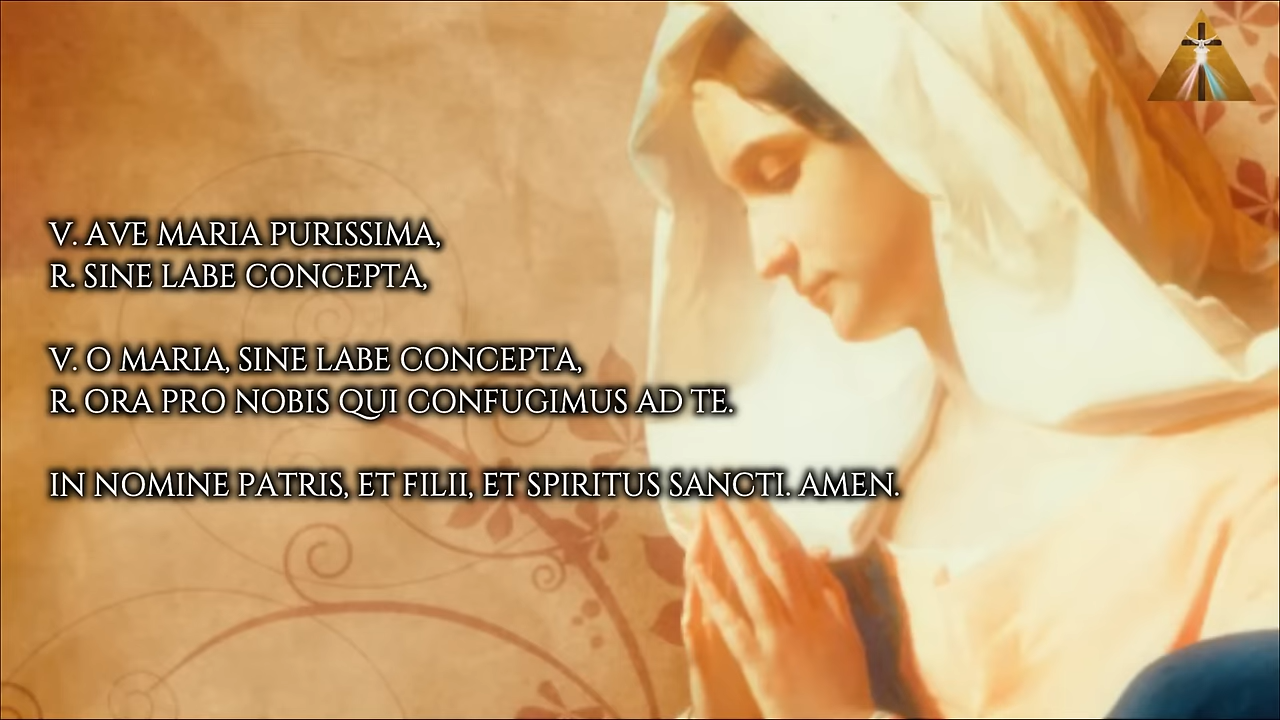 V. AVE MARIA PURISSIMA,
R. SINE LABE CONCEPTA,
V. O MARIA, SINE LABE CONCEPTA,
R. ORA PRO NOBIS QUI CONFUGIMUS AD TE.
IN NOMINE PATRIS, ET FILII, ET SPIRITUS SANCTI. AMEN.